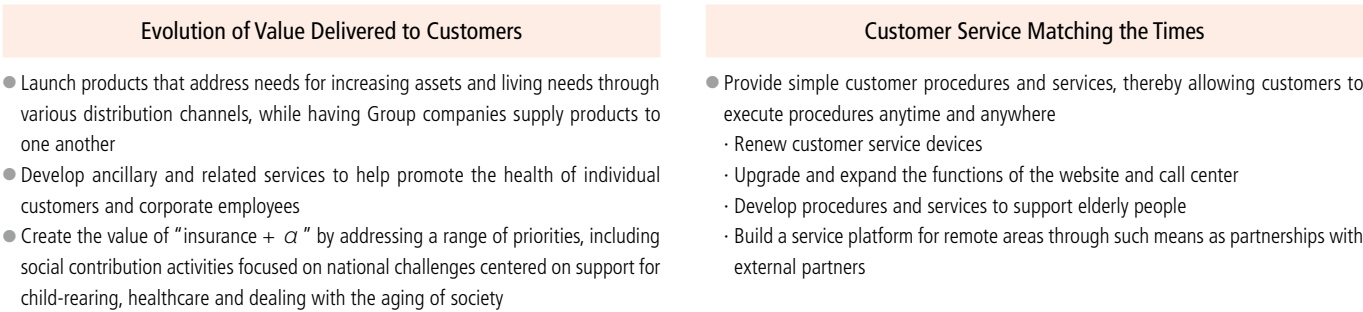 Evolution of Value Delivered to Customers
● Launch products that address needs for increasing assets and living needs through
various distribution channels, while having Group companies supply products to
one another
● Develop ancillary and related services to help promote the health of individual
customers and corporate employees
● Create the value of "insurance + α" by addressing a range of priorities, including
social contribution activities focused on national challenges centered on support for
child-rearing, healthcare and dealing with the aging of society
Customer Service Matching the Times
● Provide simple customer procedures and services, thereby allowing customers to
execute procedures anytime and anywhere
· Renew customer service devices
· Upgrade and expand the functions of the website and call center
· Develop procedures and services to support elderly people
· Build a service platform for remote areas through such means as partnerships with
external partners